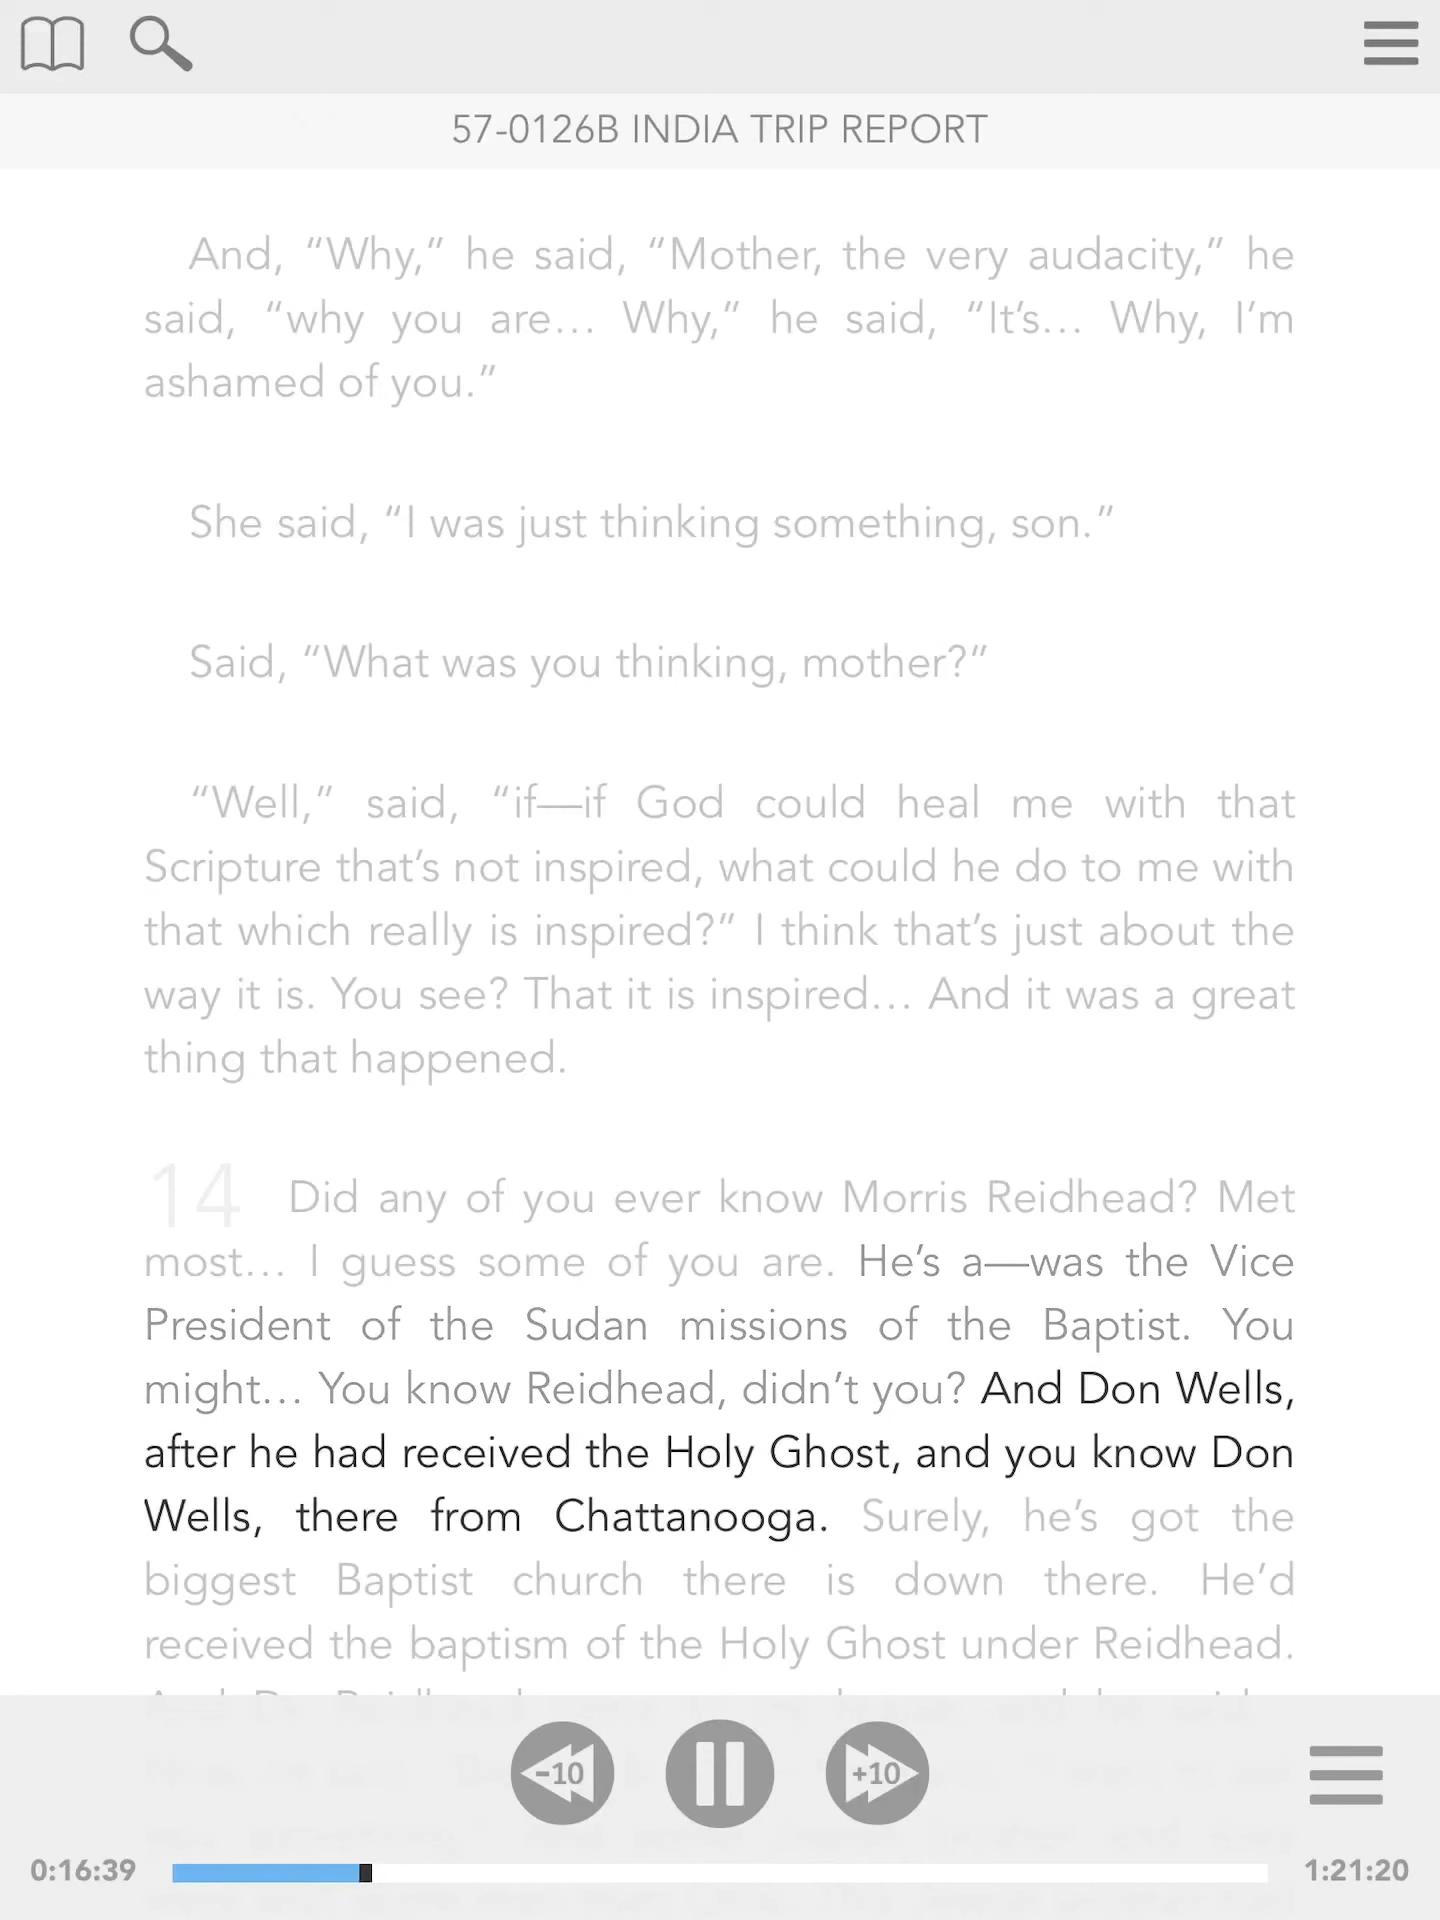 57-0126B INDIA TRIP REPORT
And, “Why,” he said, “Mother, the very audacity,” he
said, “why you are… Why,” he said, “It’s… Why, I’m
ashamed of you.”
She said, “I was just thinking something, son.”
Said, “What was you thinking, mother?”
“Well,” said, “if—if God could heal me with that
Scripture that’s not inspired, what could he do to me with
that which really is inspired?” I think that’s just about the
way it is. You see? That it is inspired… And it was a great
thing that happened.
14 Did any of you ever know Morris Reidhead? Met
most… I guess some of you are. He’s a—was the Vice
President of the Sudan missions of the Baptist. You
might… You know Reidhead, didn’t you? And Don Wells,
after he had received the Holy Ghost, and you know Don
Wells, there from Chattanooga. Surely, he’s got the
biggest Baptist church there is down there. He’d
received the baptism of the Holy Ghost under Reidhead.
-10 +10
0:16:39 1:21:20